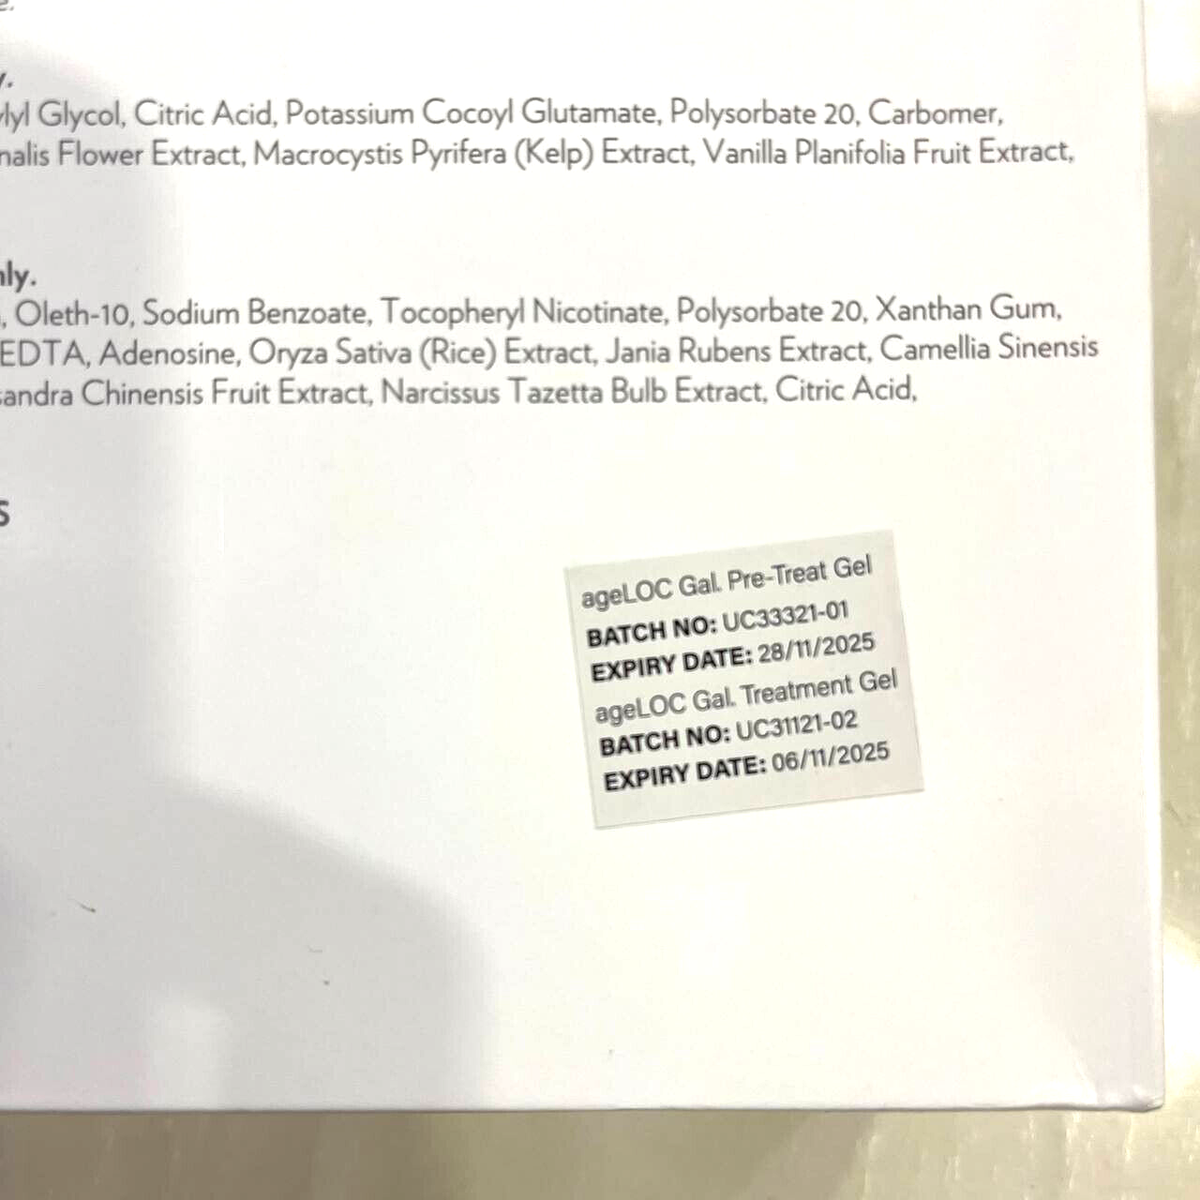 Glycol, Citric Acid, Potassium Cocoyl Glutamate, Polysorbate 20, Carbomer,
Flower Extract, Macrocystis Pyrifera (Kelp) Extract, Vanilla Planifolia Fruit Extract,
Oleth-10, Sodium Benzoate, Tocopheryl Nicotinate, Polysorbate 20, Xanthan Gum,
EDTA, Adenosine, Oryza Sativa (Rice) Extract, Jania Rubens Extract, Camellia Sinensis
Chinensis Fruit Extract, Narcissus Tazetta Bulb Extract, Citric Acid,
ageLOC Gal. Pre-Treat Gel
BATCH NO: UC33321-01
EXPIRY DATE: 28/11/2025
ageLOC Gal. Treatment Gel
BATCH NO: UC31121-02
EXPIRY DATE: 06/11/2025